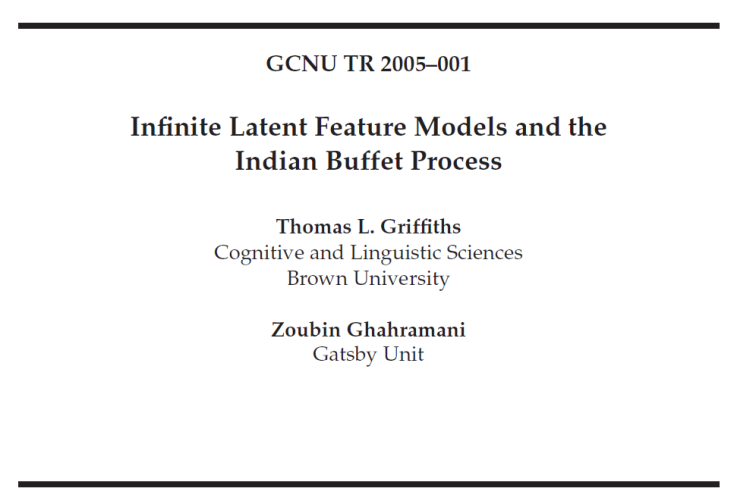 GCNU TR 2005–001
Infinite Latent Feature Models and the
Indian Buffet Process
Thomas L. Griffiths
Cognitive and Linguistic Sciences
Brown University
Zoubin Ghahramani
Gatsby Unit